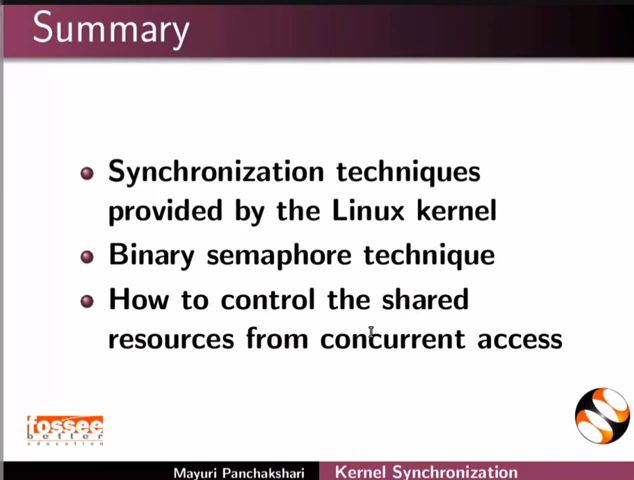 Summary
Synchronization techniques
provided by the Linux kernel
Binary semaphore technique
How to control the shared
resources from concurrent access
fossee
better
education
Mayuri Panchakshari
Kernel Synchronization